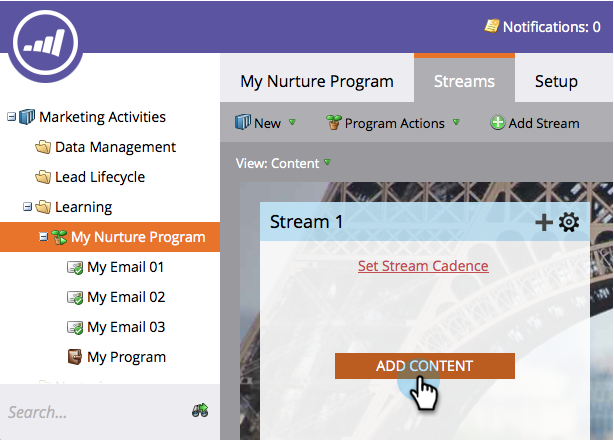 Notifications: 0
My Nurture Program
Streams
Setup
New
Program Actions
Add Stream
View: Content
Marketing Activities
Data Management
Lead Lifecycle
Learning
My Nurture Program
My Email 01
My Email 02
My Email 03
My Program
Search...
Stream 1
Set Stream Cadence
ADD CONTENT